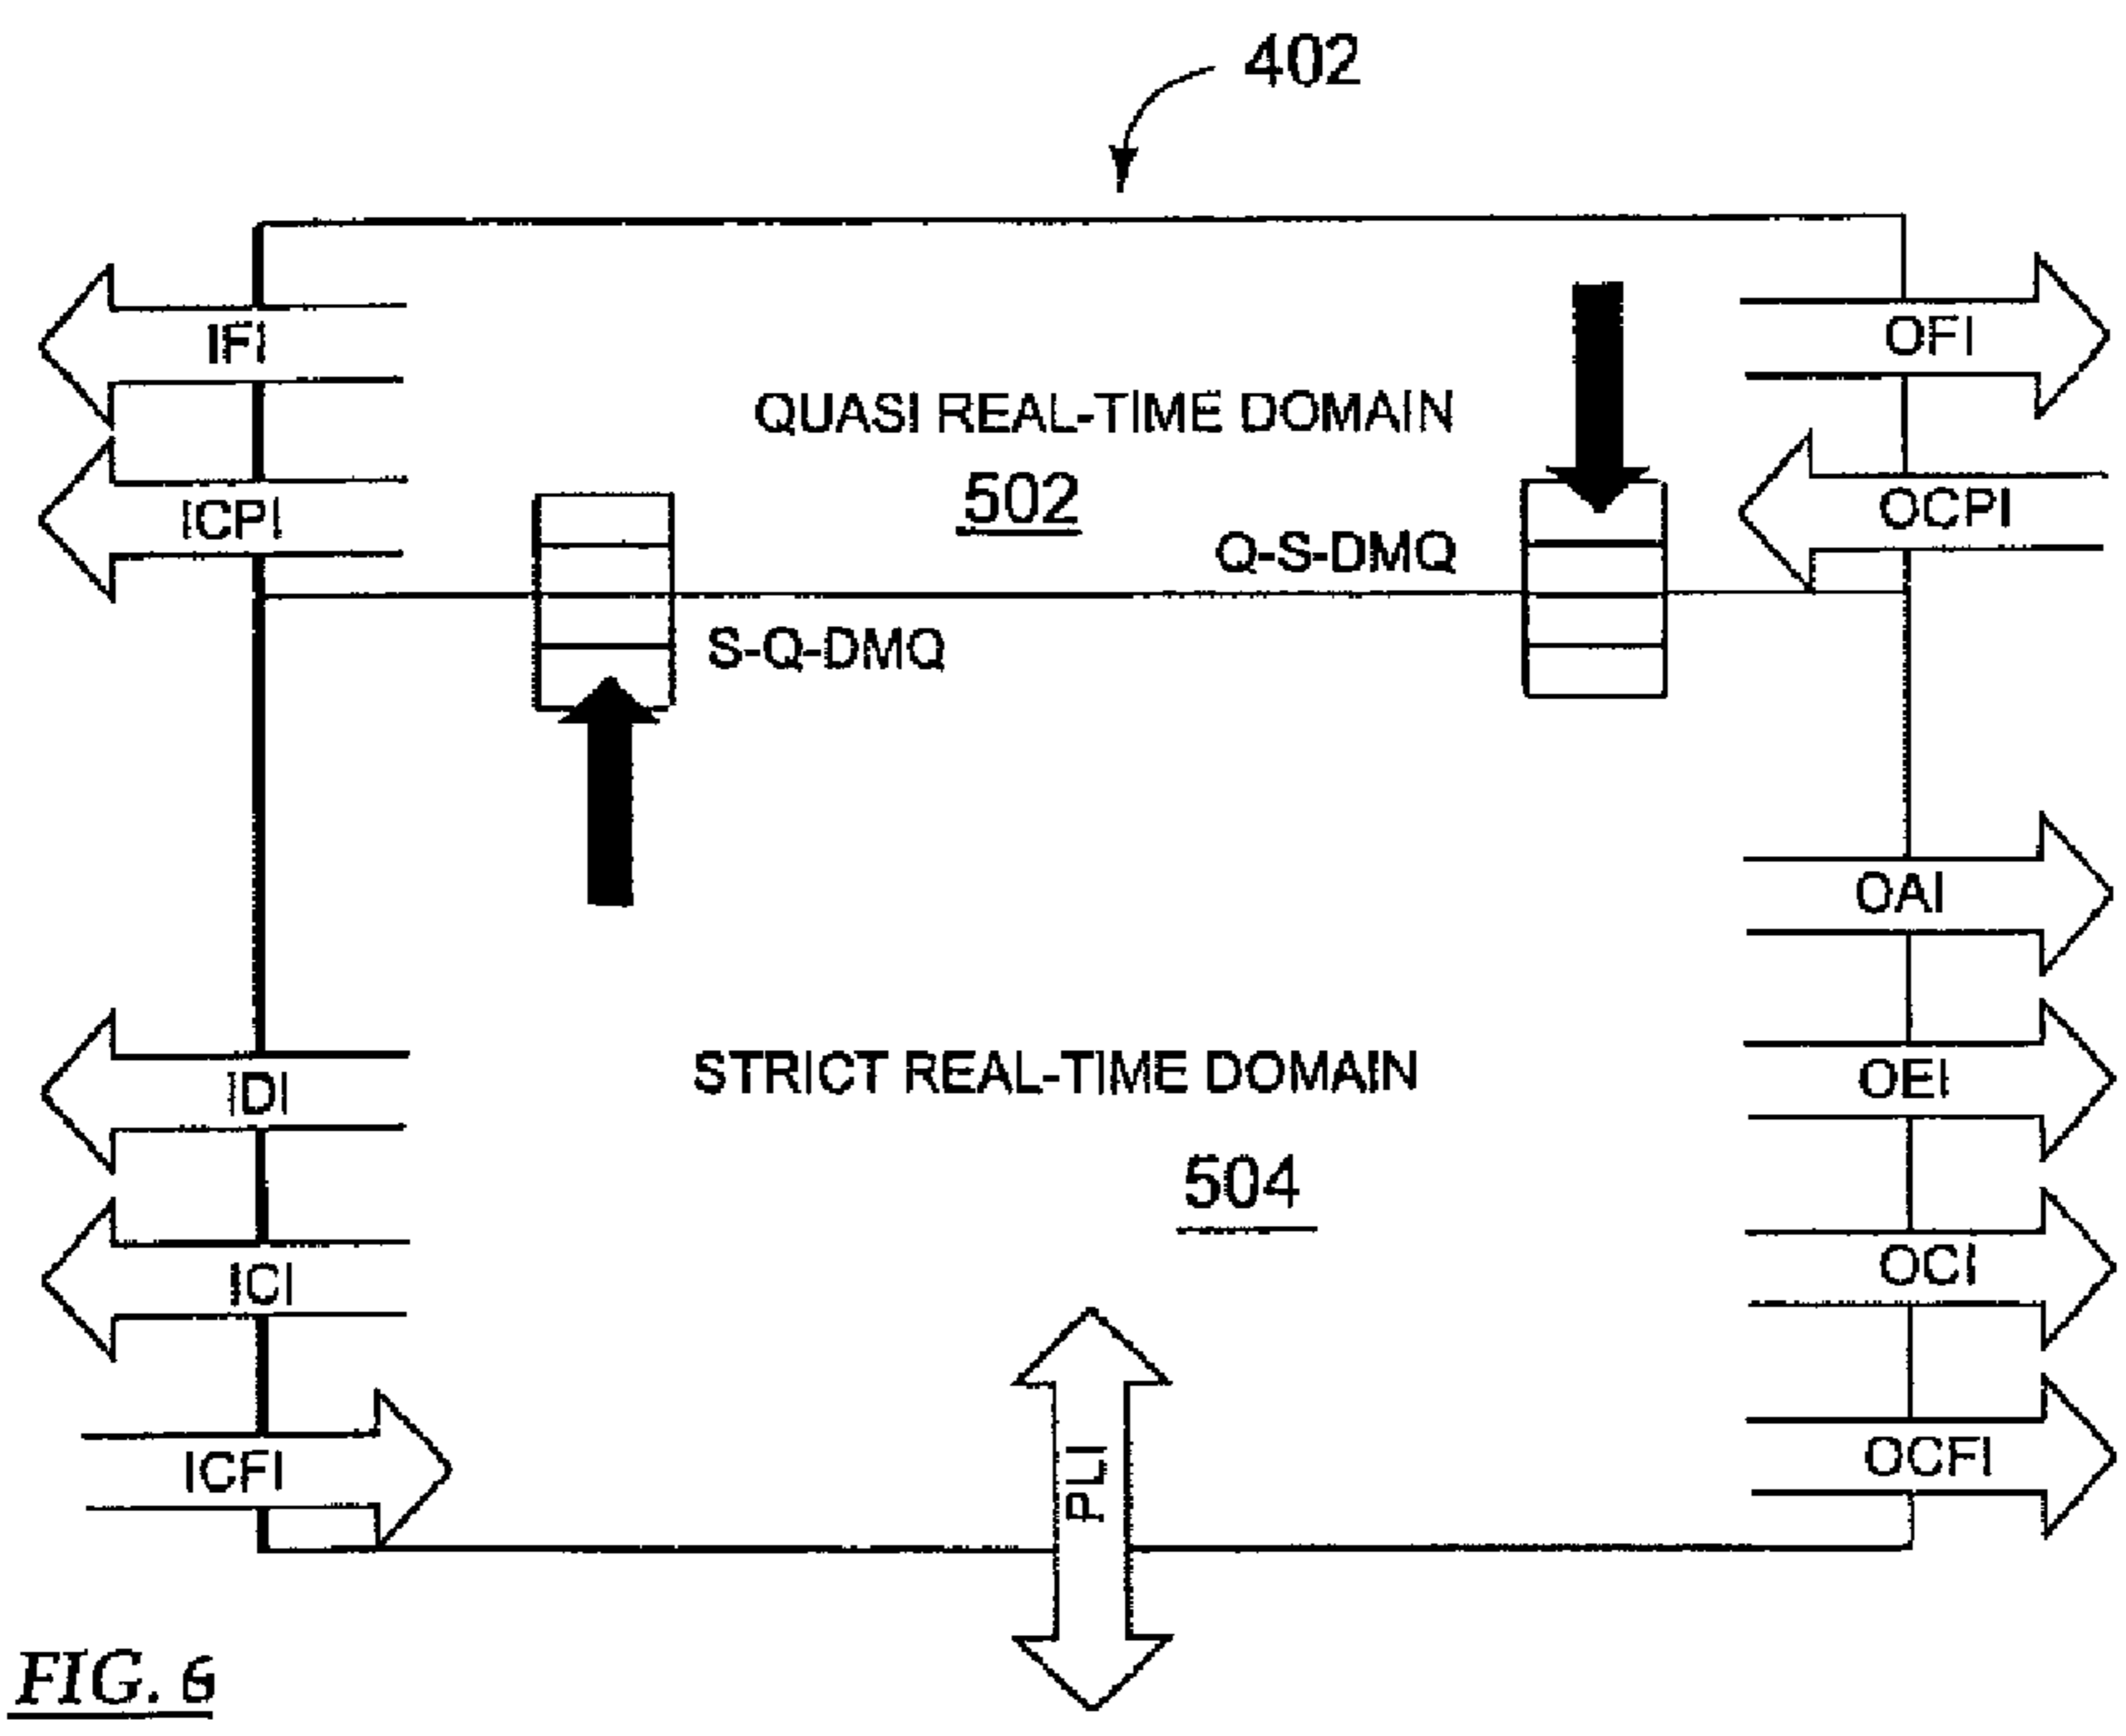 402
IFI
OFI
QUASI REAL-TIME DOMAIN
502
ICPI
OCPI
Q-S-DMQ
S-Q-DMQ
OAI
STRICT REAL-TIME DOMAIN
IDI
OEI
504
ICI
OCI
ICFI
PLI
OCFI
FIG. 6